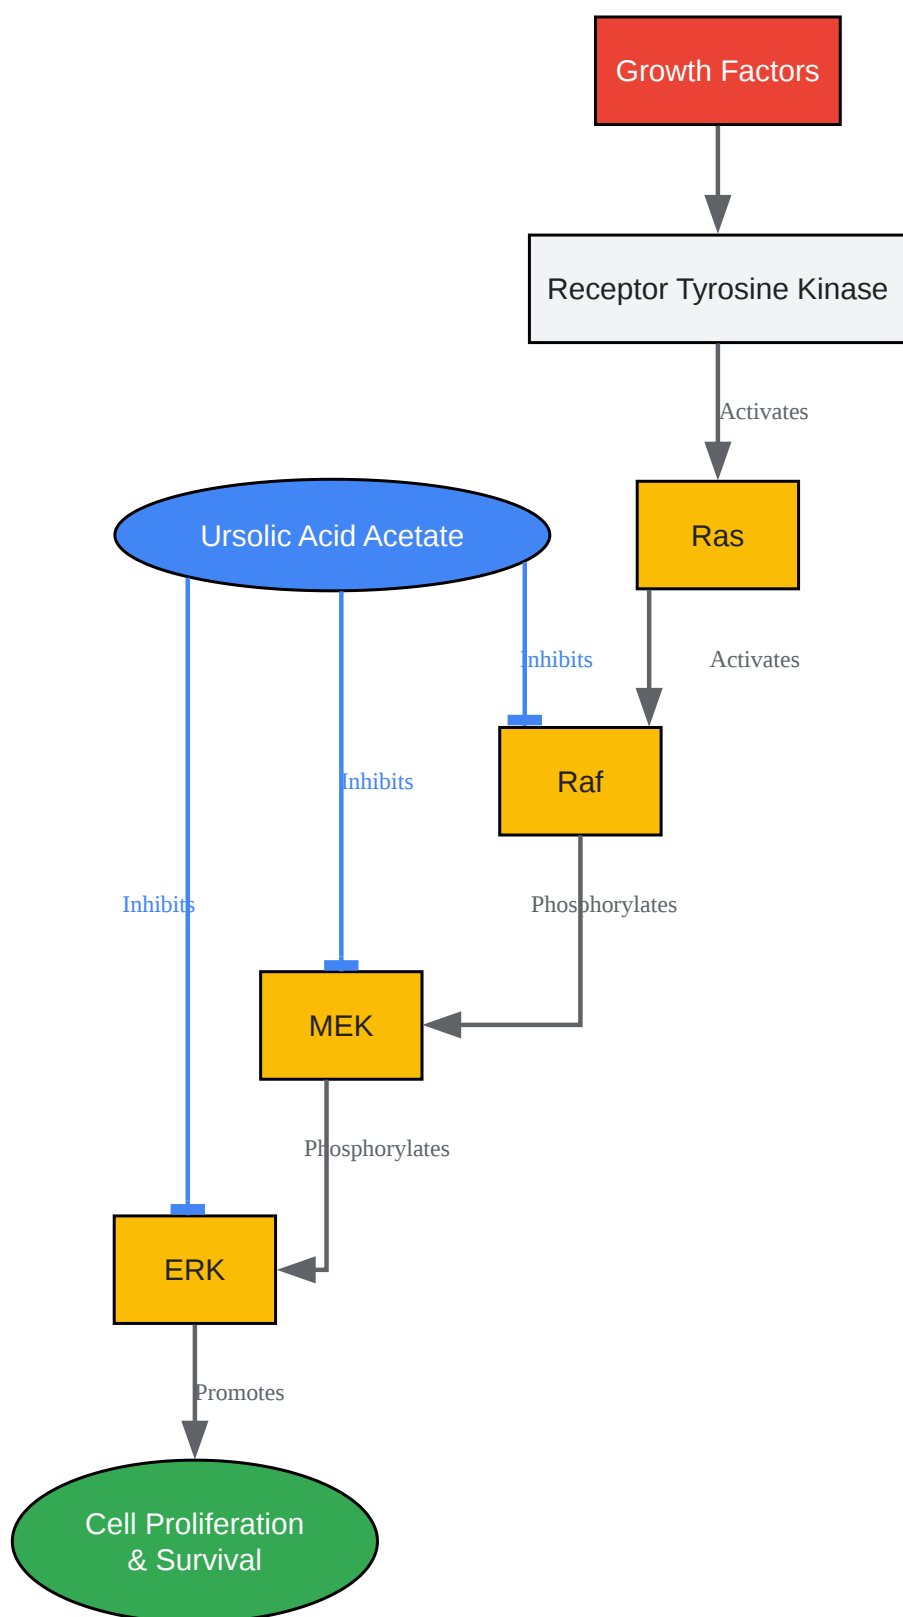 Growth Factors
Receptor Tyrosine Kinase
Activates
Ursolic Acid Acetate
Ras
Inhibits
Activates
Inhibits
Raf
Inhibits
Phosphorylates
MEK
Phosphorylates
ERK
Promotes
Cell Proliferation
& Survival